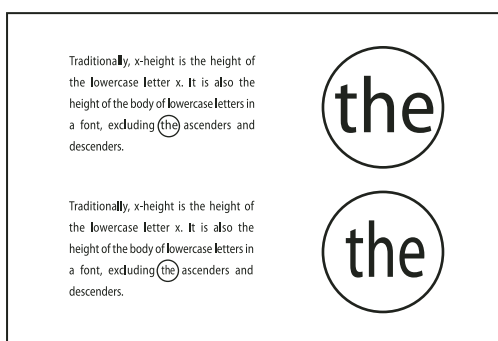 Traditionally, x-height is the height of
the lowercase letter x. It is also the
height of the body of lowercase letters in
a font, excluding the ascenders and
descenders.
the
Traditionally, x-height is the height of
the lowercase letter x. It is also the
height of the body of lowercase letters in
a font, excluding the ascenders and
descenders.
the